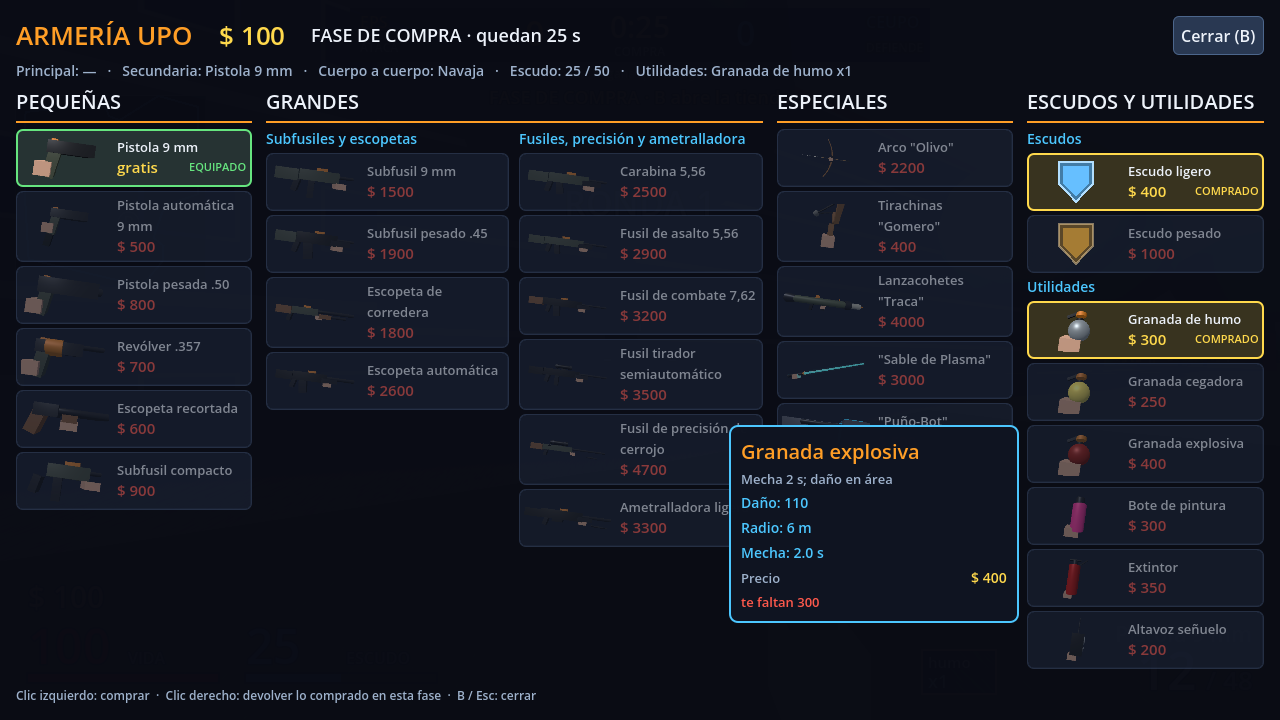 ARMERÍA UPO $ 100 FASE DE COMPRA · quedan 25 s Cerrar (B)
Principal: — · Secundaria: Pistola 9 mm · Cuerpo a cuerpo: Navaja · Escudo: 25 / 50 · Utilidades: Granada de humo x1
PEQUEÑAS
Pistola 9 mm
gratis EQUIPADO
Pistola automática
9 mm
$ 500
Pistola pesada .50
$ 800
Revólver .357
$ 700
Escopeta recortada
$ 600
Subfusil compacto
$ 900
GRANDES
Subfusiles y escopetas
Subfusil 9 mm
$ 1500
Subfusil pesado .45
$ 1900
Escopeta de
corredera
$ 1800
Escopeta automática
$ 2600
Fusiles, precisión y ametralladora
Carabina 5,56
$ 2500
Fusil de asalto 5,56
$ 2900
Fusil de combate 7,62
$ 3200
Fusil tirador
semiautomático
$ 3500
Fusil de precisión
cerrojo
$ 4700
Ametralladora lig
$ 3300
ESPECIALES
Arco "Olivo"
$ 2200
Tirachinas
"Gomero"
$ 400
Lanzacohetes
"Traca"
$ 4000
"Sable de Plasma"
$ 3000
"Puño-Bot"
Granada explosiva
Mecha 2 s; daño en área
Daño: 110
Radio: 6 m
Mecha: 2.0 s
Precio $ 400
te faltan 300
ESCUDOS Y UTILIDADES
Escudos
Escudo ligero
$ 400 COMPRADO
Escudo pesado
$ 1000
Utilidades
Granada de humo
$ 300 COMPRADO
Granada cegadora
$ 250
Granada explosiva
$ 400
Bote de pintura
$ 300
Extintor
$ 350
Altavoz señuelo
$ 200
Clic izquierdo: comprar · Clic derecho: devolver lo comprado en esta fase · B / Esc: cerrar